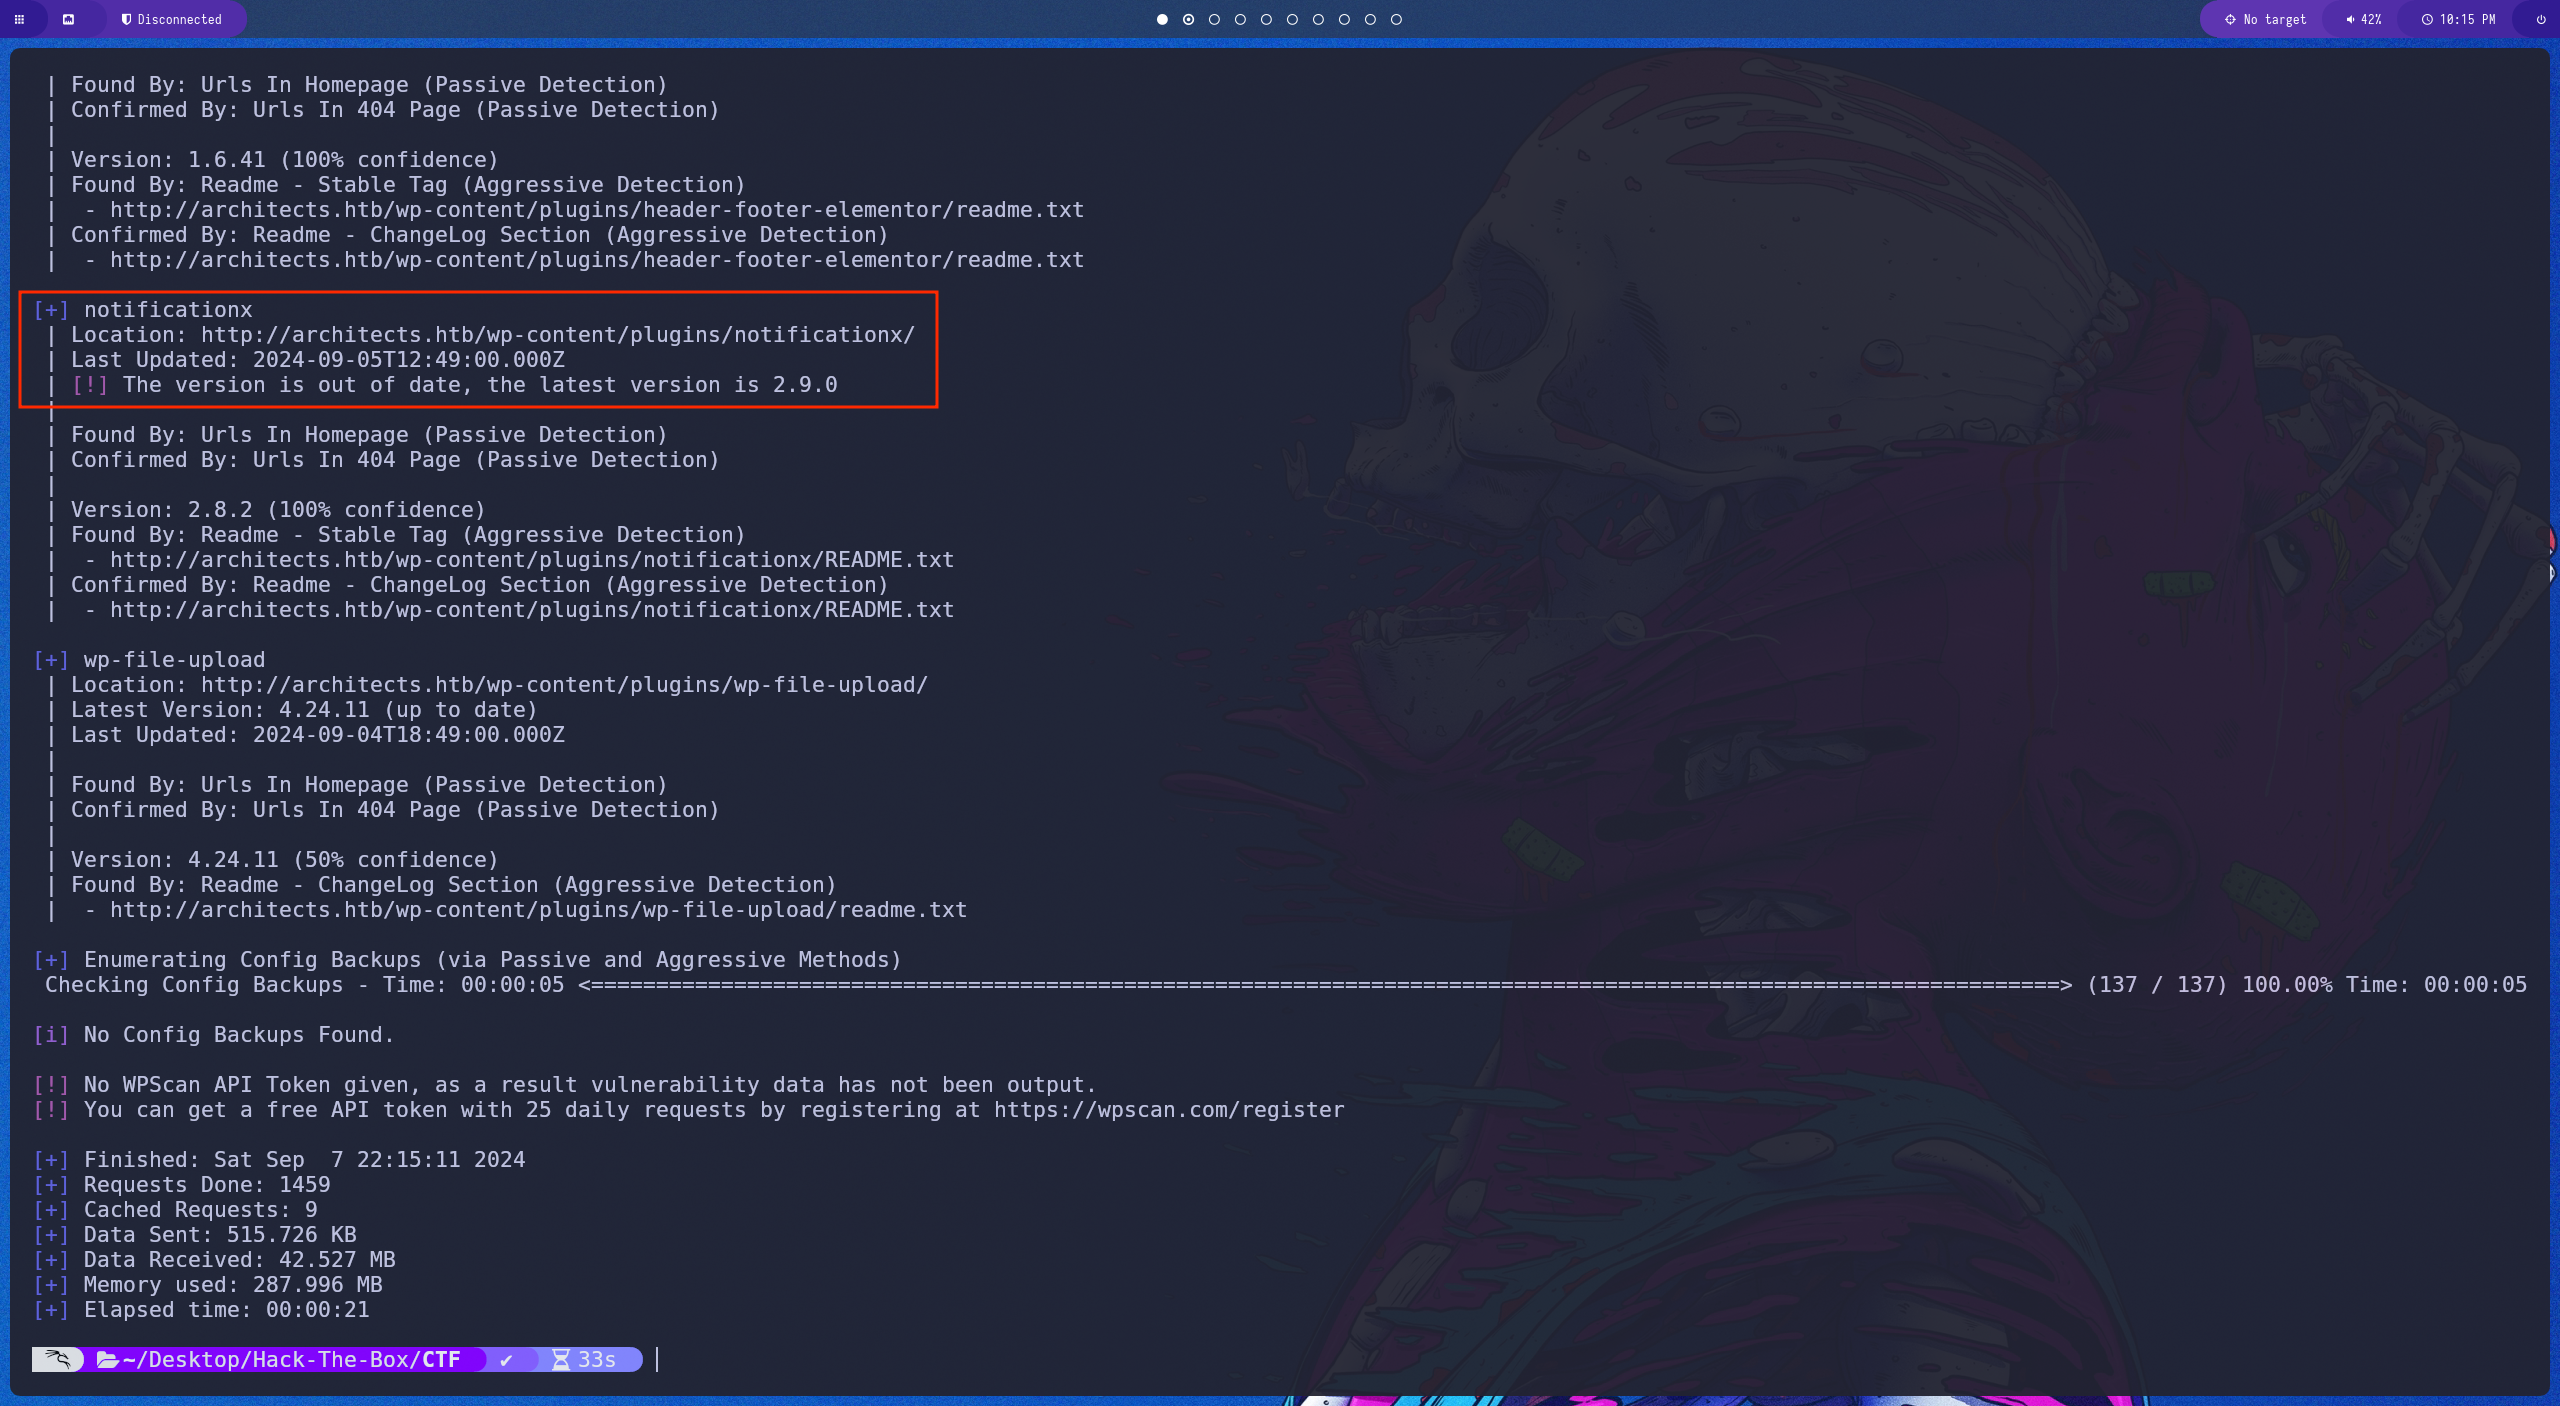 Disconnected
No target
42%
10:15 PM
| Found By: Urls In Homepage (Passive Detection)
| Confirmed By: Urls In 404 Page (Passive Detection)
|
| Version: 1.6.41 (100% confidence)
| Found By: Readme - Stable Tag (Aggressive Detection)
|  - http://architects.htb/wp-content/plugins/header-footer-elementor/readme.txt
| Confirmed By: Readme - ChangeLog Section (Aggressive Detection)
|  - http://architects.htb/wp-content/plugins/header-footer-elementor/readme.txt
[+] notificationx
| Location: http://architects.htb/wp-content/plugins/notificationx/
| Last Updated: 2024-09-05T12:49:00.000Z
| [!] The version is out of date, the latest version is 2.9.0
|
| Found By: Urls In Homepage (Passive Detection)
| Confirmed By: Urls In 404 Page (Passive Detection)
|
| Version: 2.8.2 (100% confidence)
| Found By: Readme - Stable Tag (Aggressive Detection)
|  - http://architects.htb/wp-content/plugins/notificationx/README.txt
| Confirmed By: Readme - ChangeLog Section (Aggressive Detection)
|  - http://architects.htb/wp-content/plugins/notificationx/README.txt
[+] wp-file-upload
| Location: http://architects.htb/wp-content/plugins/wp-file-upload/
| Latest Version: 4.24.11 (up to date)
| Last Updated: 2024-09-04T18:49:00.000Z
|
| Found By: Urls In Homepage (Passive Detection)
| Confirmed By: Urls In 404 Page (Passive Detection)
|
| Version: 4.24.11 (50% confidence)
| Found By: Readme - ChangeLog Section (Aggressive Detection)
|  - http://architects.htb/wp-content/plugins/wp-file-upload/readme.txt
[+] Enumerating Config Backups (via Passive and Aggressive Methods)
Checking Config Backups - Time: 00:00:05 <=================================================================================================================> (137 / 137) 100.00% Time: 00:00:05
[i] No Config Backups Found.
[!] No WPScan API Token given, as a result vulnerability data has not been output.
[!] You can get a free API token with 25 daily requests by registering at https://wpscan.com/register
[+] Finished: Sat Sep  7 22:15:11 2024
[+] Requests Done: 1459
[+] Cached Requests: 9
[+] Data Sent: 515.726 KB
[+] Data Received: 42.527 MB
[+] Memory used: 287.996 MB
[+] Elapsed time: 00:00:21
~/Desktop/Hack-The-Box/CTF ✔ 33s